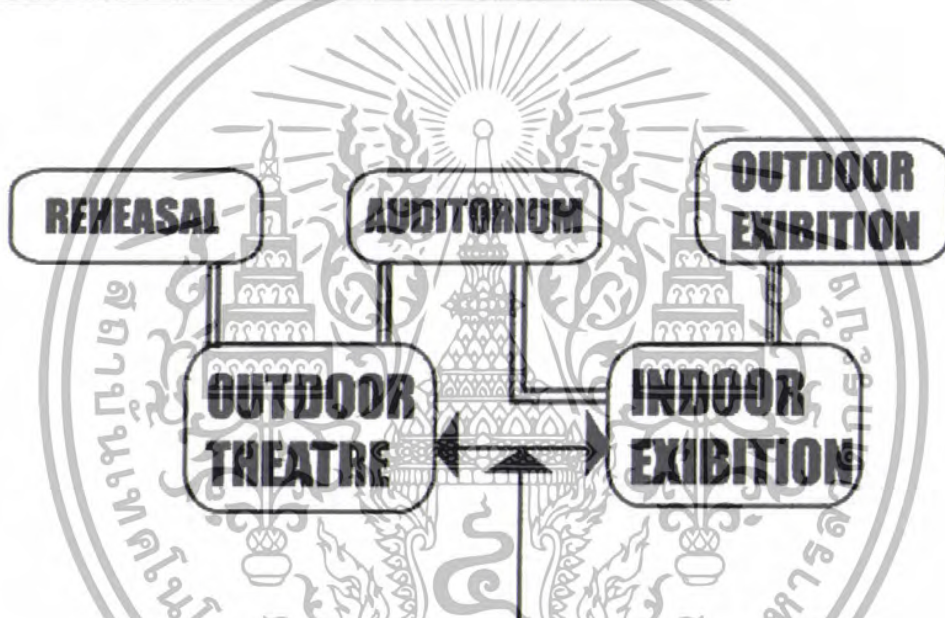 REHEASAL
AUDITORIUM
OUTDOOR
EXIBITION
OUTDOOR
THEATRE
INDOOR
EXIBITION